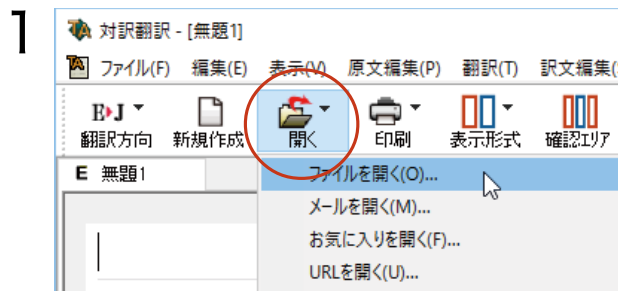 1
対訳翻訳 - [無題1]
ファイル(F) 編集(E) 表示(V) 原文編集(P) 翻訳(T) 訳文編集(
E▸J 翻訳方向 新規作成 開く 印刷 表示形式 確認エリア
E 無題1
ファイルを開く(O)...
メールを開く(M)...
お気に入りを開く(F)...
URLを開く(U)...